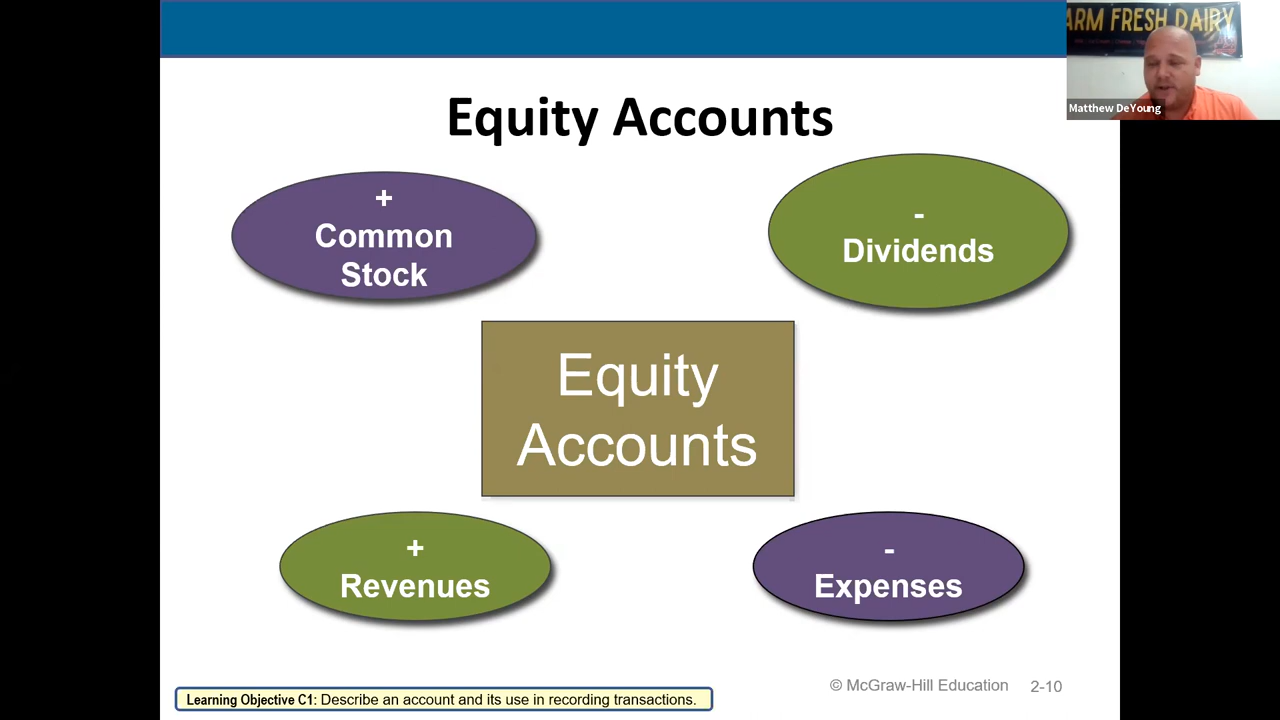 ARM FRESH DAIRY
Matthew DeYoung
Equity Accounts
+
Common
Stock
-
Dividends
Equity
Accounts
+
Revenues
-
Expenses
Learning Objective C1: Describe an account and its use in recording transactions.
© McGraw-Hill Education 2-10